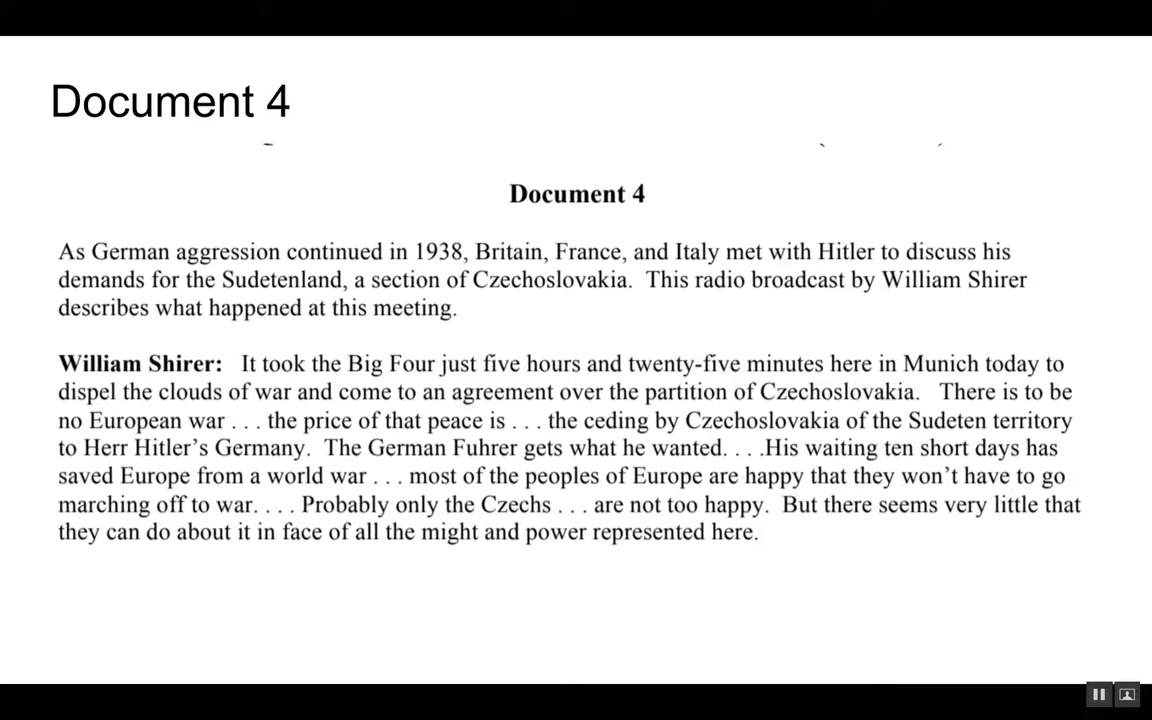 Document 4
Document 4
As German aggression continued in 1938, Britain, France, and Italy met with Hitler to discuss his
demands for the Sudetenland, a section of Czechoslovakia.  This radio broadcast by William Shirer
describes what happened at this meeting.
William Shirer:   It took the Big Four just five hours and twenty-five minutes here in Munich today to
dispel the clouds of war and come to an agreement over the partition of Czechoslovakia.   There is to be
no European war . . . the price of that peace is . . . the ceding by Czechoslovakia of the Sudeten territory
to Herr Hitler’s Germany.  The German Fuhrer gets what he wanted. . . .His waiting ten short days has
saved Europe from a world war . . . most of the peoples of Europe are happy that they won’t have to go
marching off to war. . . . Probably only the Czechs . . . are not too happy.  But there seems very little that
they can do about it in face of all the might and power represented here.